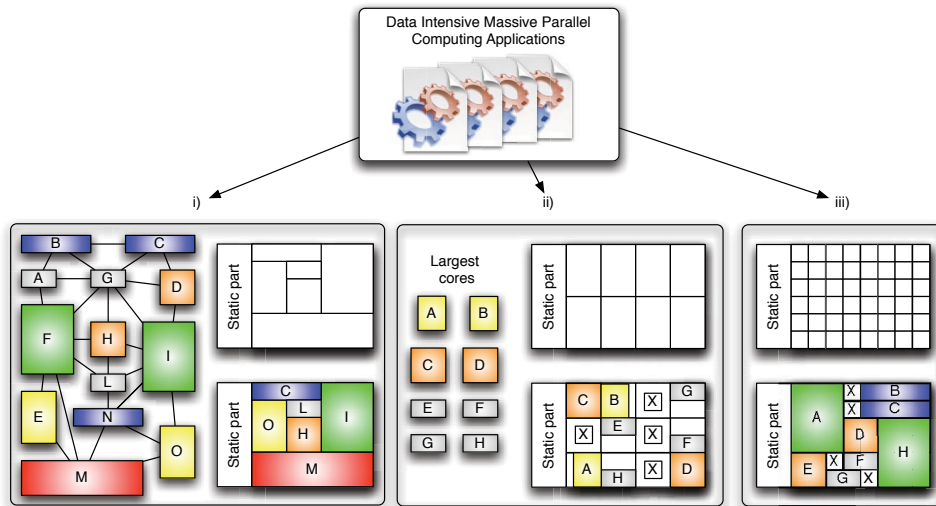 Data Intensive Massive Parallel
Computing Applications
i)
ii)
iii)
B
C
A
G
D
F
H
I
L
E
N
O
M
Static part
Static part
C
L
O
H
I
M
Largest
cores
A
B
C
D
E
F
G
H
Static part
Static part
C
B
X
G
X
E
X
F
A
H
X
D
Static part
Static part
A
X
B
X
C
D
H
E
X
F
G
X